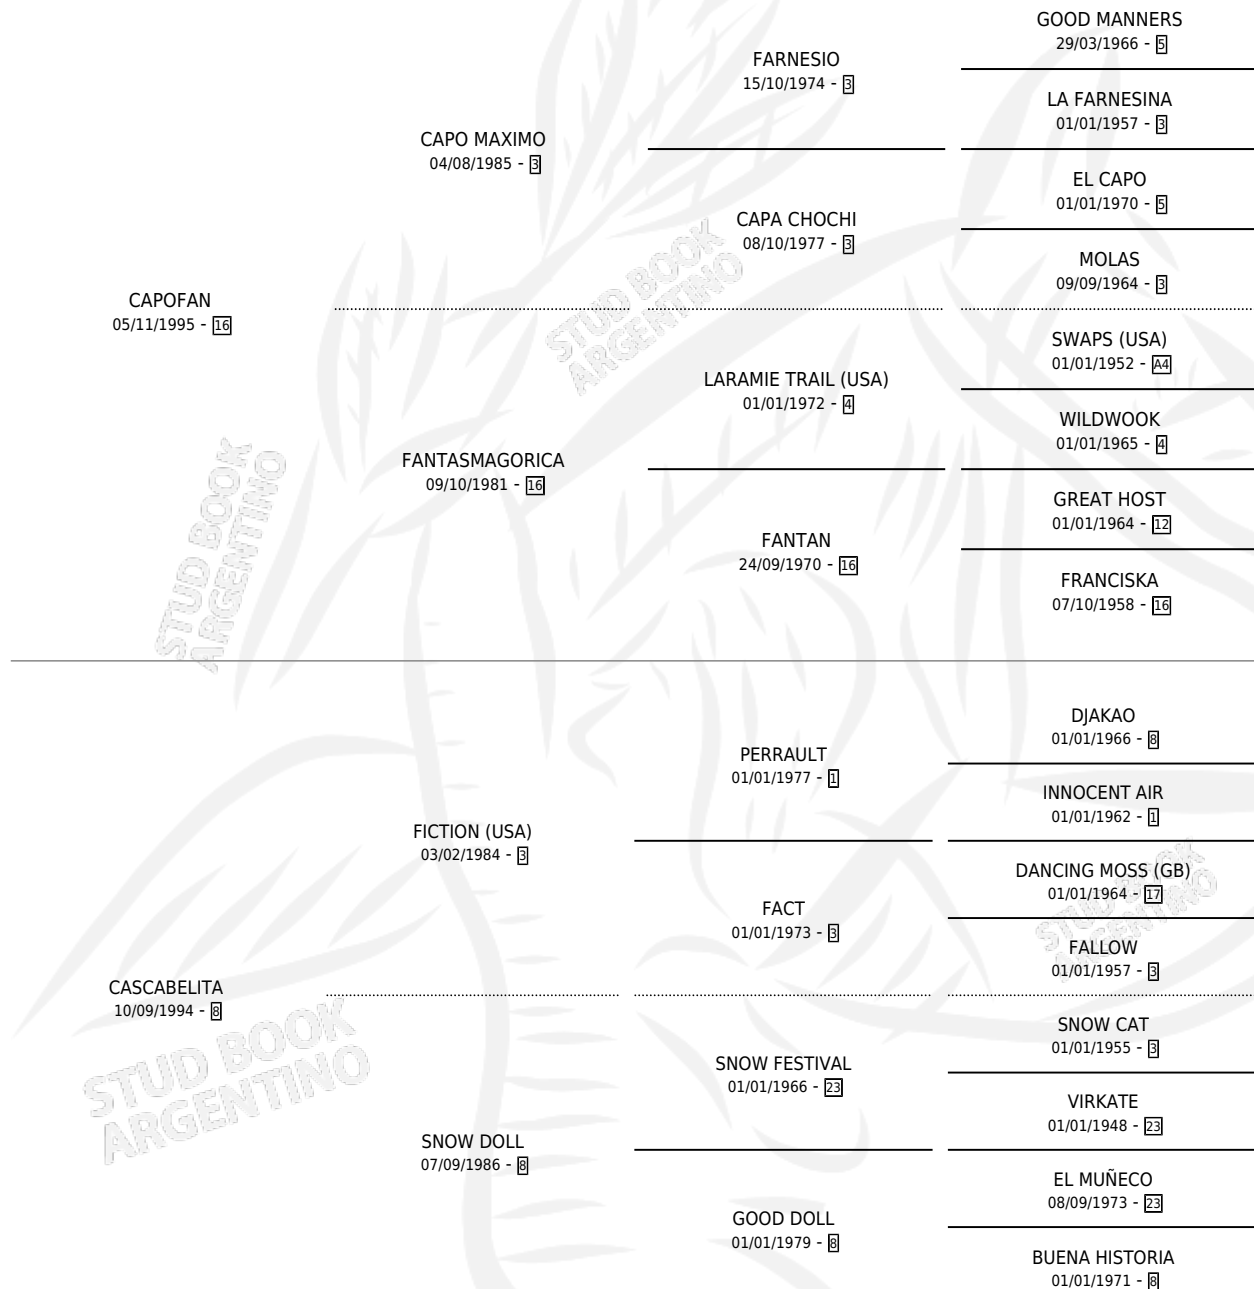 GOOD MANNERS
29/03/1966 - 5
FARNESIO
15/10/1974 - 3
LA FARNESINA
01/01/1957 - 3
CAPO MAXIMO
04/08/1985 - 3
EL CAPO
01/01/1970 - 5
CAPA CHOCHI
08/10/1977 - 3
MOLAS
09/09/1964 - 3
CAPOFAN
05/11/1995 - 16
SWAPS (USA)
01/01/1952 - A4
LARAMIE TRAIL (USA)
01/01/1972 - 4
WILDWOOK
01/01/1965 - 4
FANTASMAGORICA
09/10/1981 - 16
GREAT HOST
01/01/1964 - 12
FANTAN
24/09/1970 - 16
FRANCISKA
07/10/1958 - 16
DJAKAO
01/01/1966 - 8
PERRAULT
01/01/1977 - 1
INNOCENT AIR
01/01/1962 - 1
FICTION (USA)
03/02/1984 - 3
DANCING MOSS (GB)
01/01/1964 - 17
FACT
01/01/1973 - 3
FALLOW
01/01/1957 - 3
CASCABELITA
10/09/1994 - 8
SNOW CAT
01/01/1955 - 3
SNOW FESTIVAL
01/01/1966 - 23
VIRKATE
01/01/1948 - 23
SNOW DOLL
07/09/1986 - 8
EL MUÑECO
08/09/1973 - 23
GOOD DOLL
01/01/1979 - 8
BUENA HISTORIA
01/01/1971 - 8
STUD BOOK
ARGENTINO
STUD BOOK
ARGENTINO
STUD BOOK
ARGENTINO
STUD BOOK
ARGENTINO